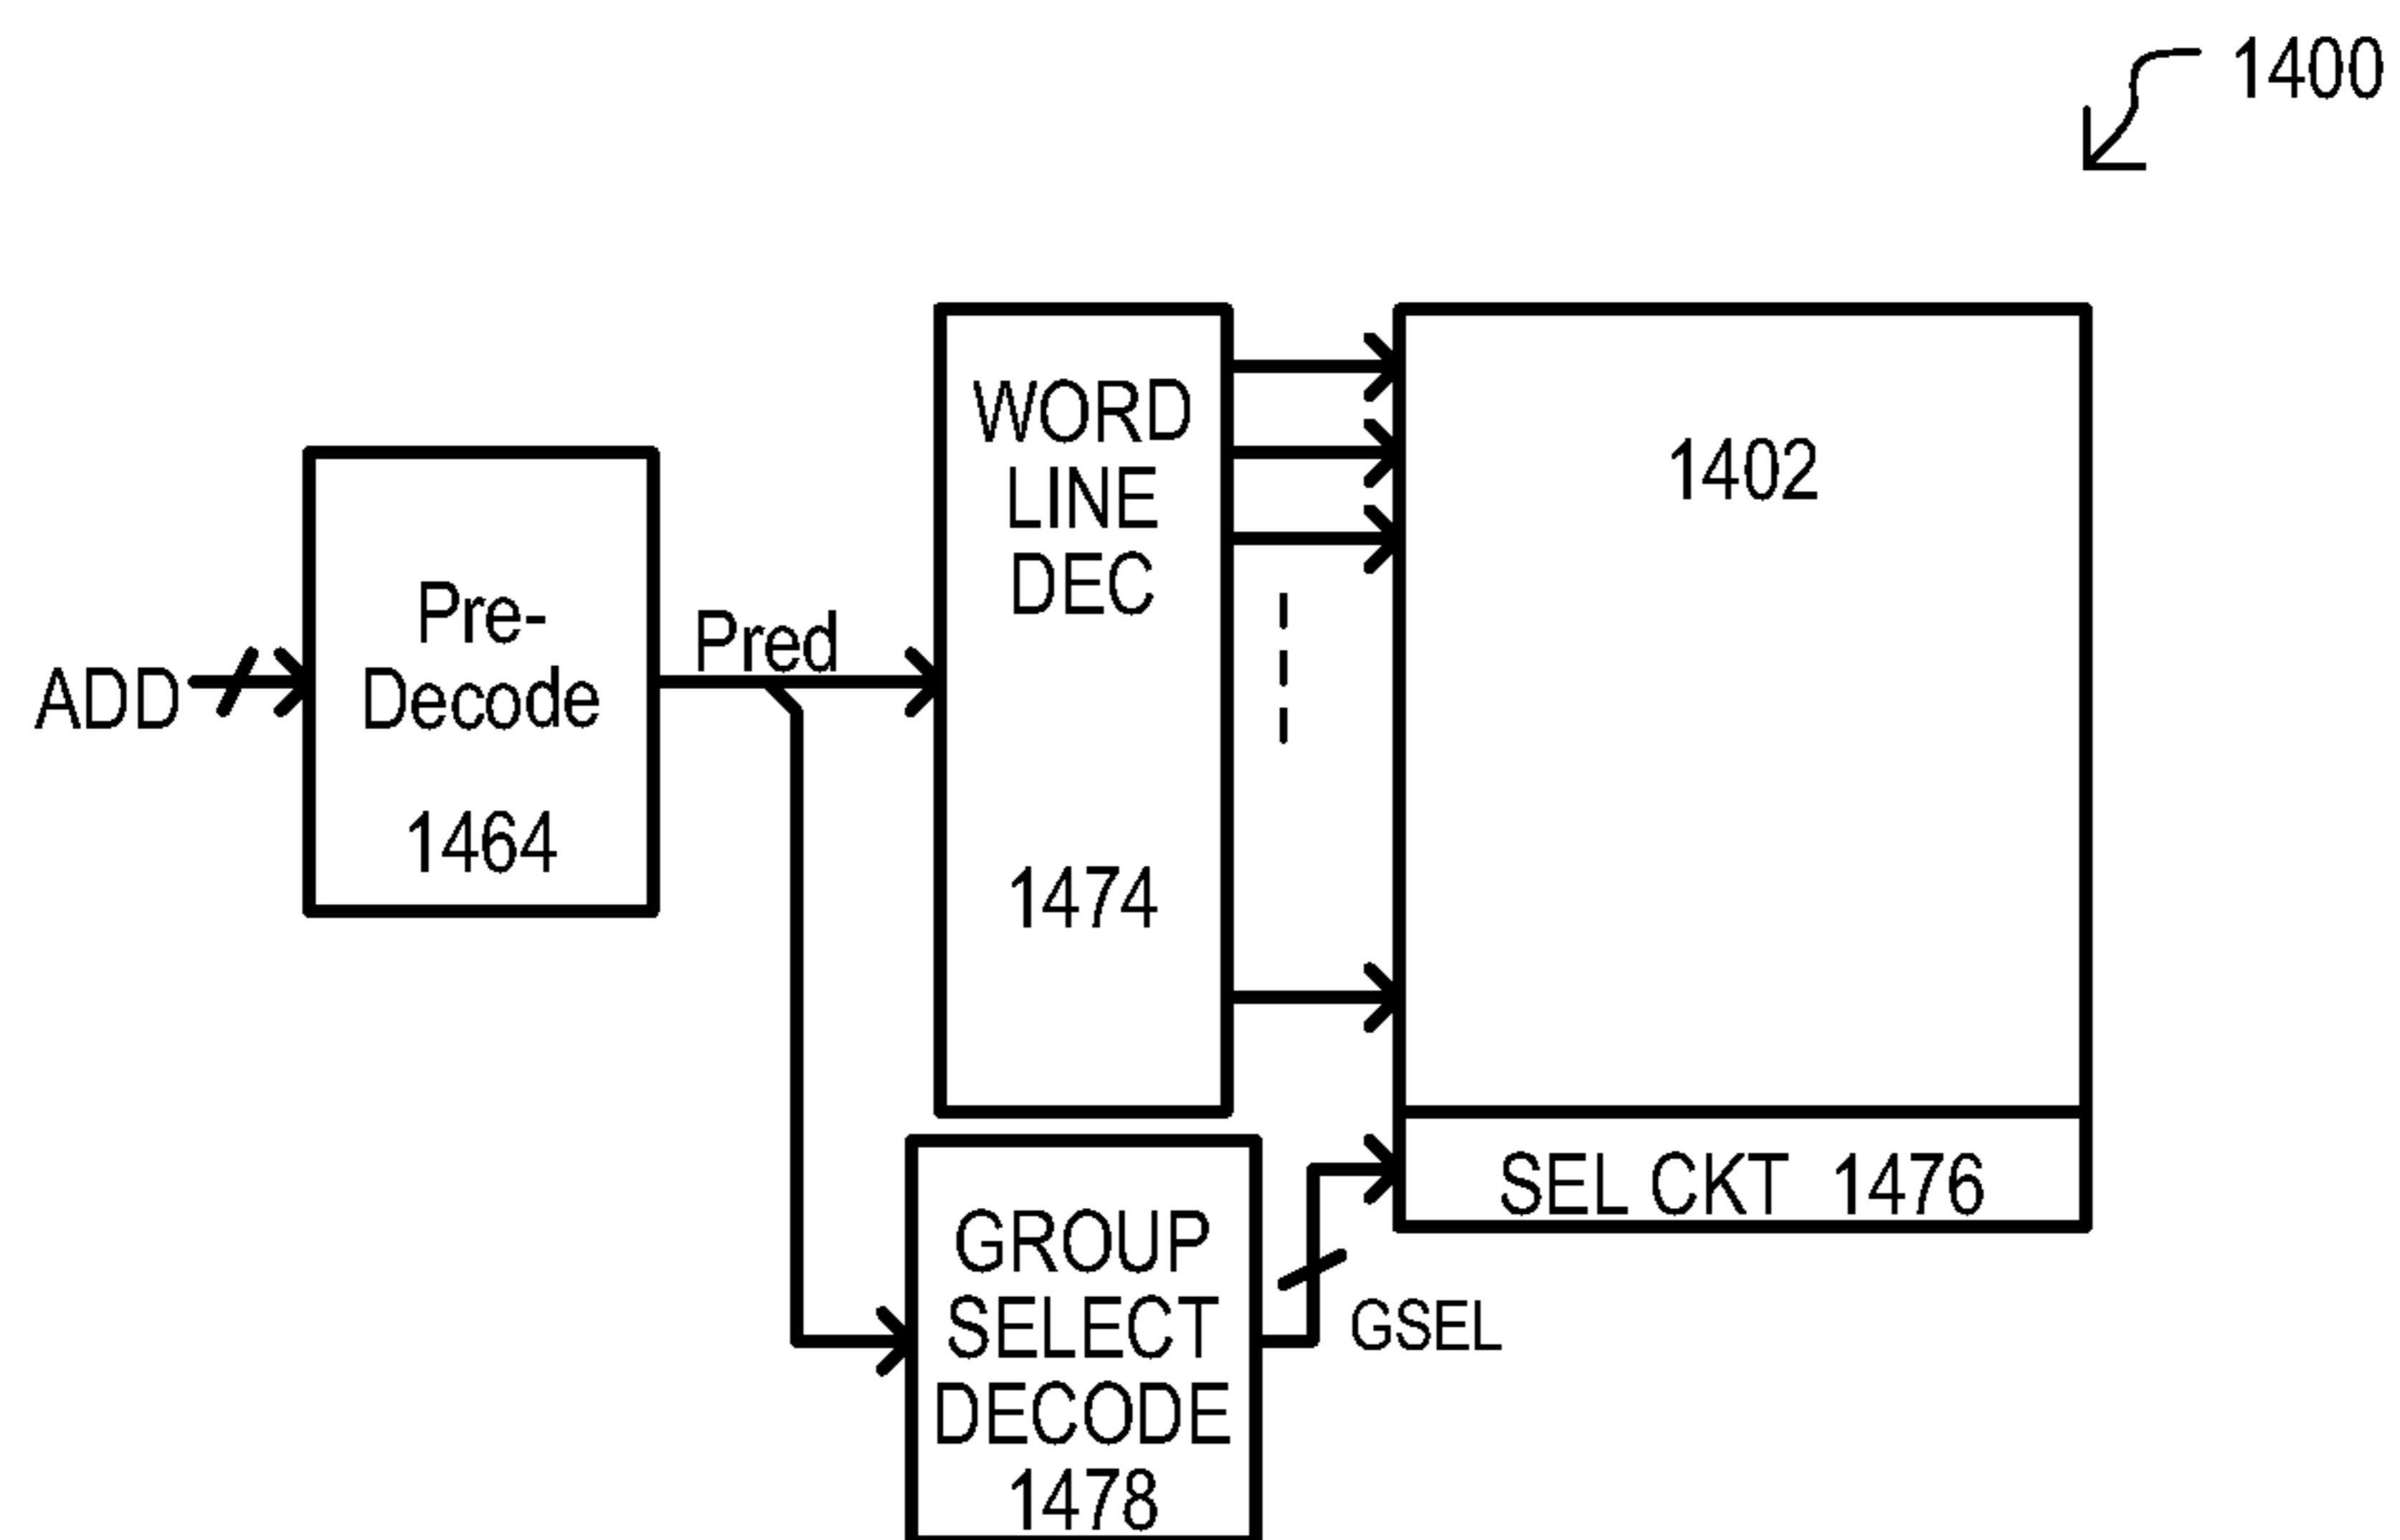 1400
WORD
LINE
DEC
1474
1402
Pre-
Decode
1464
ADD
Pred
SEL CKT 1476
GROUP
SELECT
DECODE
1478
GSEL